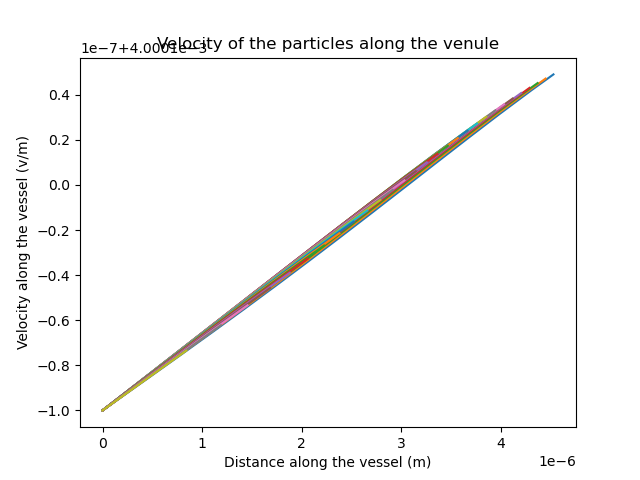 Velocity of the particles along the venule
1e−7+4.0001e−3
0.4
0.2
0.0
−0.2
−0.4
−0.6
−0.8
−1.0
Velocity along the vessel (v/m)
0 1 2 3 4
1e−6
Distance along the vessel (m)